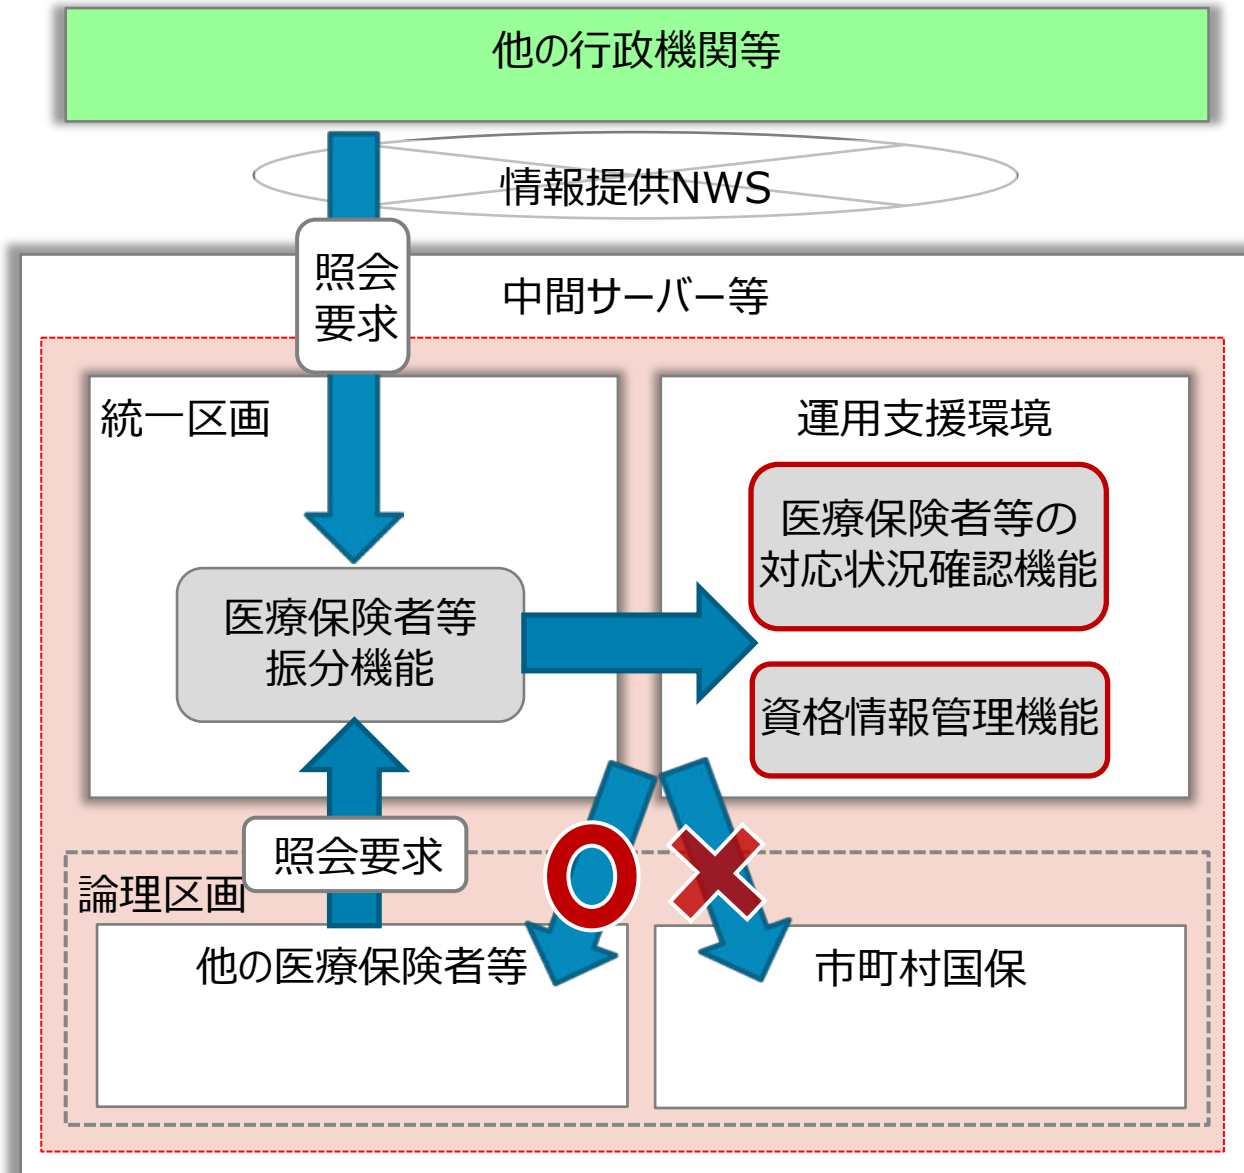 他の行政機関等
情報提供NWS
照会
要求
中間サーバー等
統一区画
運用支援環境
医療保険者等の
対応状況確認機能
医療保険者等
振分機能
資格情報管理機能
照会要求
論理区画
他の医療保険者等
市町村国保